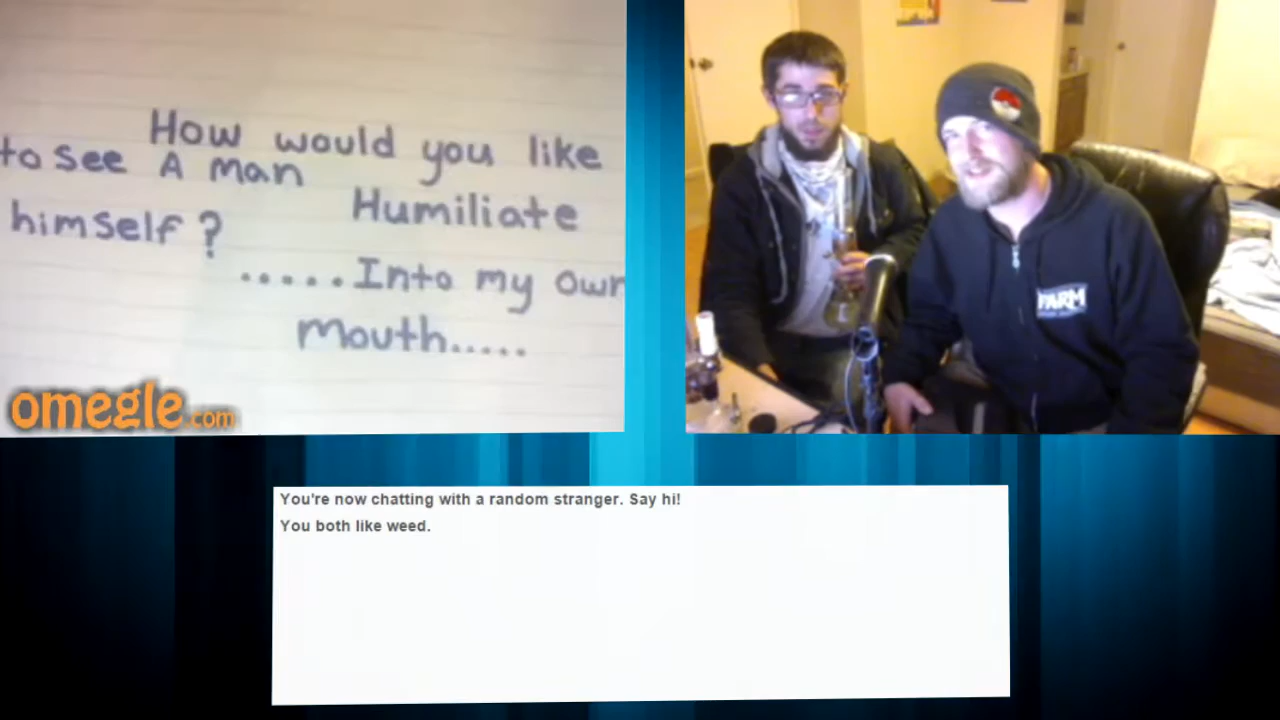 How would you like
to see A man
Humiliate
himself?
.....Into my own
mouth.....
omegle.com
FARM
You're now chatting with a random stranger. Say hi!
You both like weed.